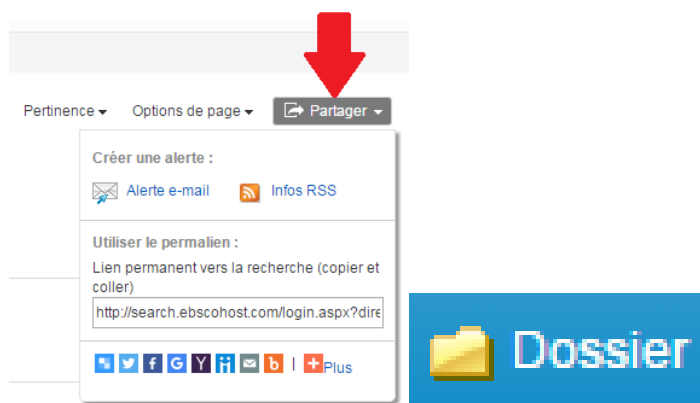 Pertinence Options de page Partager
Créer une alerte :
Alerte e-mail Infos RSS
Utiliser le permalien :
Lien permanent vers la recherche (copier et
coller)
http://search.ebscohost.com/login.aspx?dire
Plus
Dossier